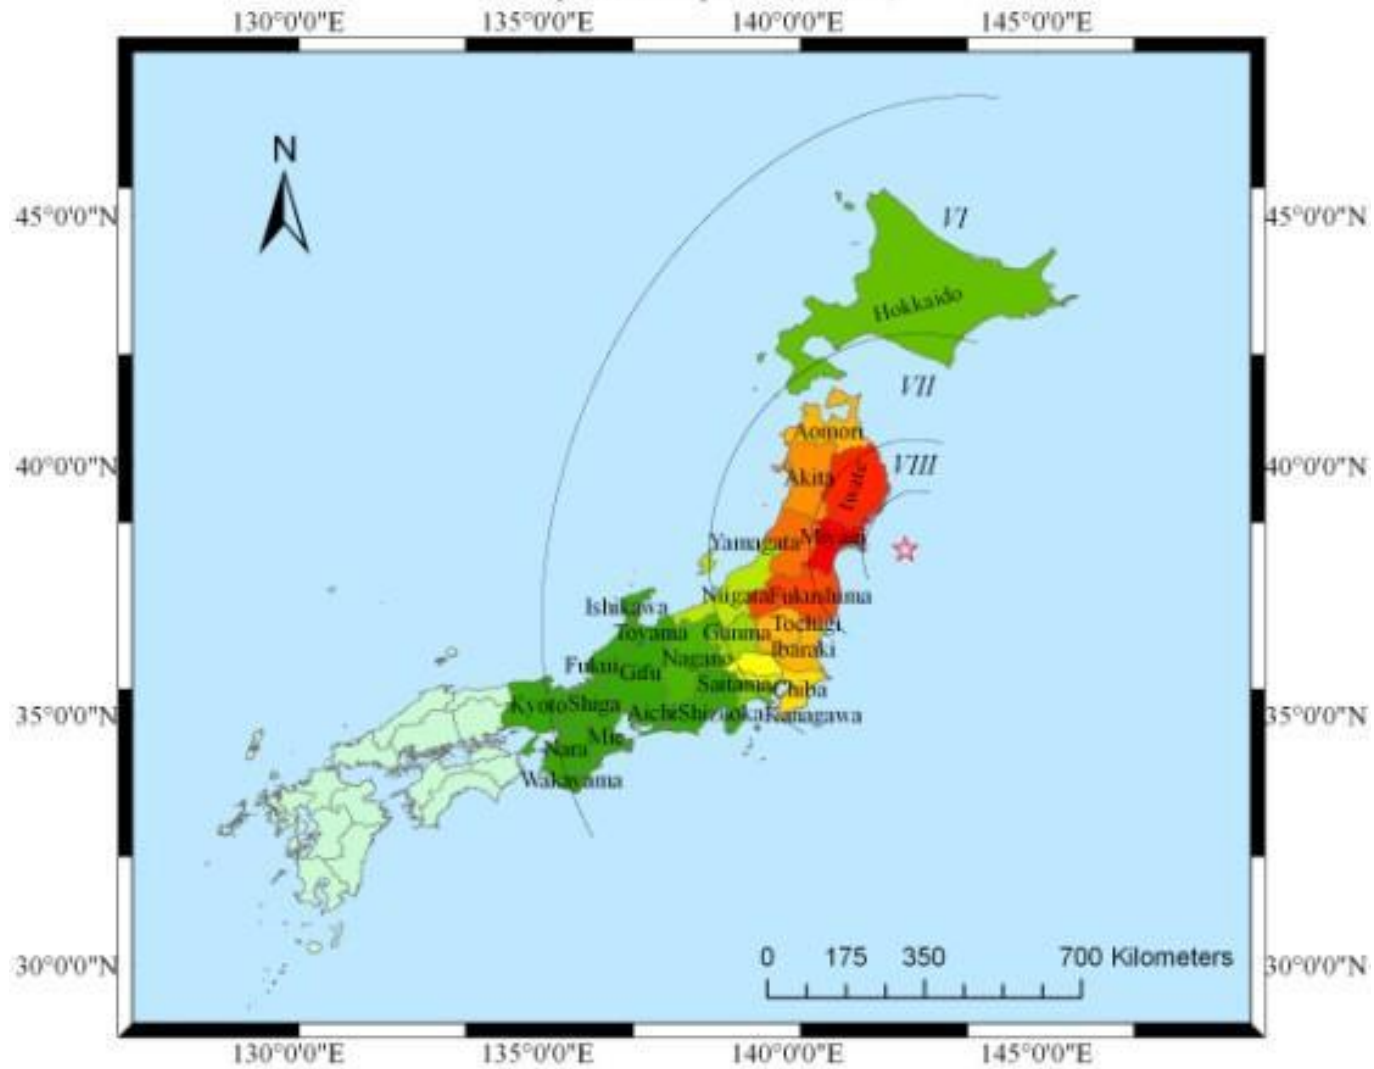 130°0'0"E 135°0'0"E 140°0'0"E 145°0'0"E
N
45°0'0"N 45°0'0"N
VI
Hokkaido
VII
Aomori
40°0'0"N VIII 40°0'0"N
Akita Iwate
Yamagata Miyagi
Niigata Fukushima
Ishikawa
Tochigi
Toyama Gunma
Ibaraki
Nagano
Fukui Gifu
Saitama Chiba
Kyoto Shiga
35°0'0"N Aichi Shizuoka Kanagawa 35°0'0"N
Mie
Nara
Wakayama
0 175 350 700 Kilometers
30°0'0"N 30°0'0"N
130°0'0"E 135°0'0"E 140°0'0"E 145°0'0"E